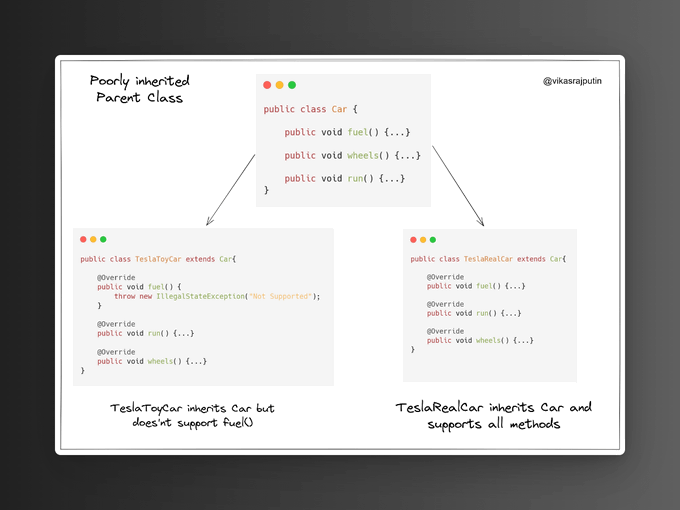 Poorly inherited
Parent Class
@vikasrajputin
public class Car {
public void fuel() {...}
public void wheels() {...}
public void run() {...}
}
public class TeslaToyCar extends Car{
@Override
public void fuel() {
throw new IllegalStateException("Not Supported");
}
@Override
public void run() {...}
@Override
public void wheels() {...}
}
public class TeslaRealCar extends Car{
@Override
public void fuel() {...}
@Override
public void run() {...}
@Override
public void wheels() {...}
}
TeslaToyCar inherits Car but
does'nt support fuel()
TeslaRealCar inherits Car and
supports all methods